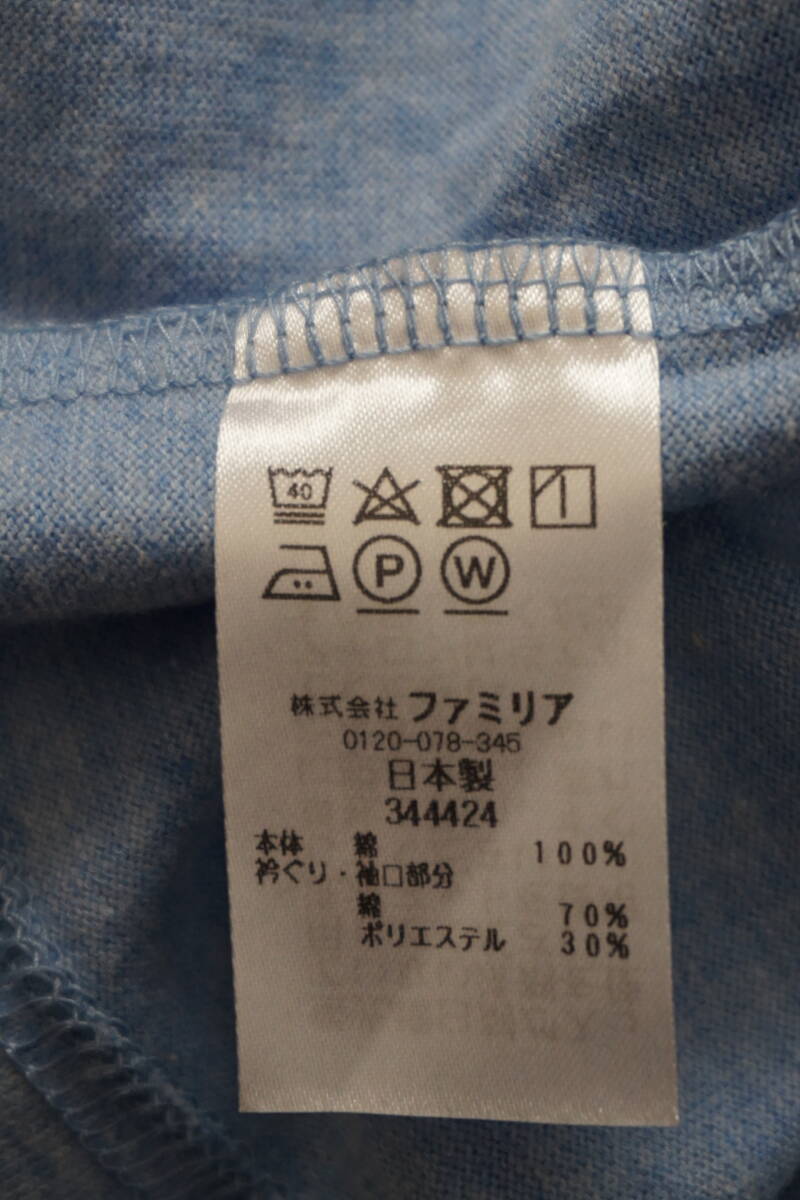 40
P W
株式会社 ファミリア
0120-078-345
日本製
344424
本体 綿 100%
衿ぐり・袖口部分
綿 70%
ポリエステル 30%